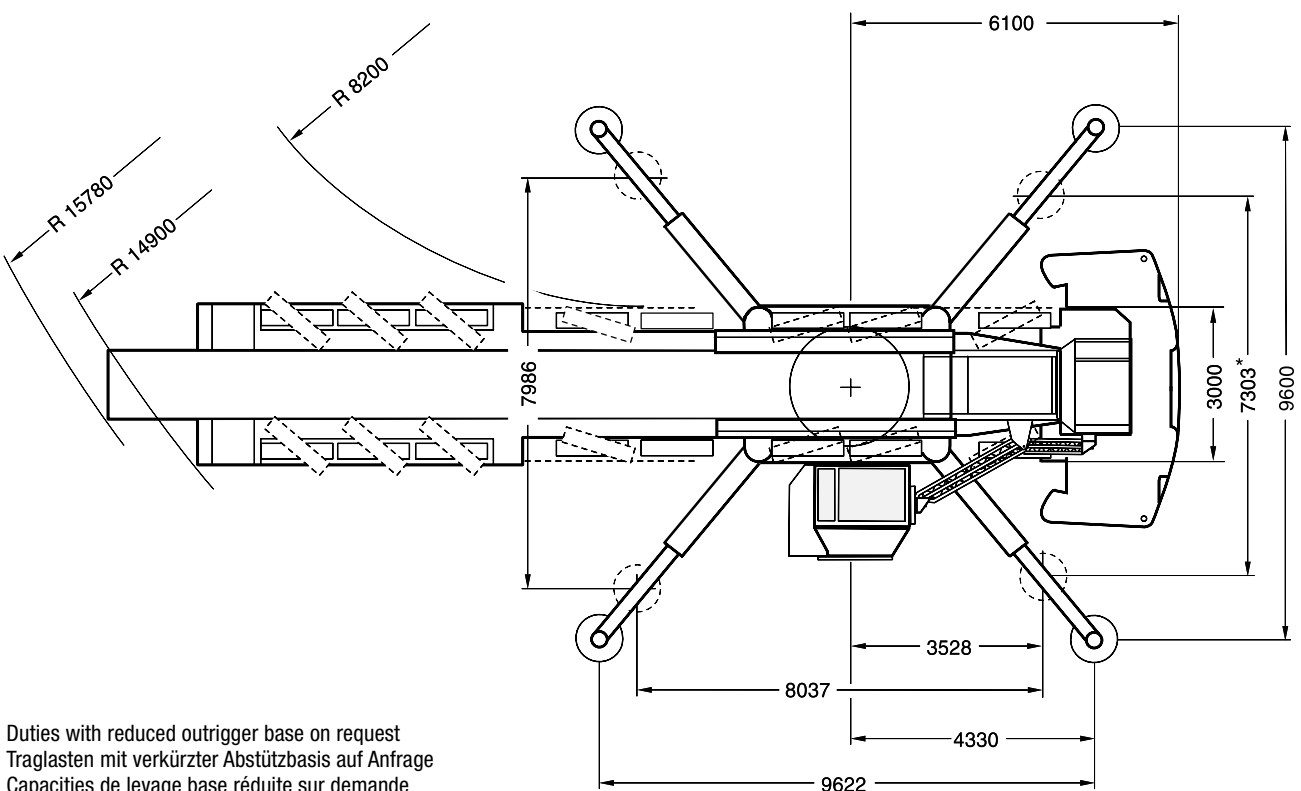 6100
R 8200
R 15780
R 14900
7986
3000
7303*
9600
3528
8037
4330
9622
Duties with reduced outrigger base on request
Traglasten mit verkürzter Abstützbasis auf Anfrage
Capacities de levage base réduite sur demande